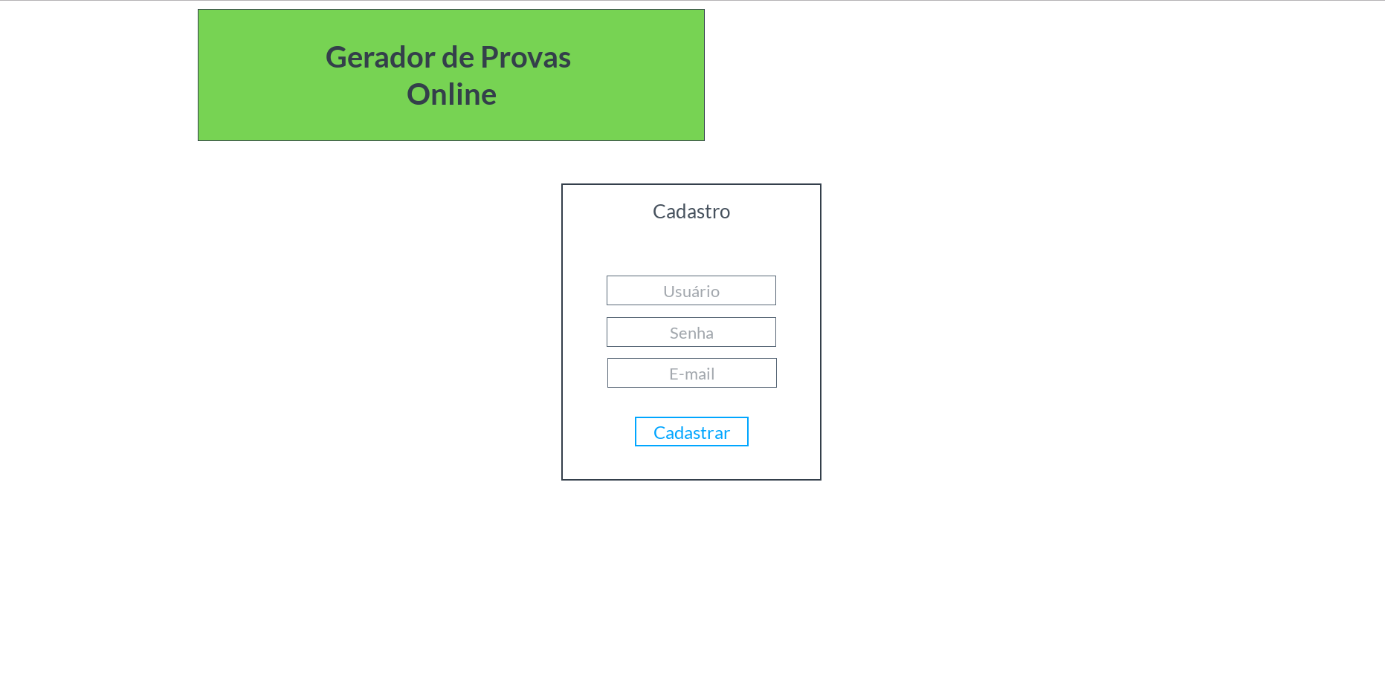 Gerador de Provas
Online
Cadastro
Usuário
Senha
E-mail
Cadastrar